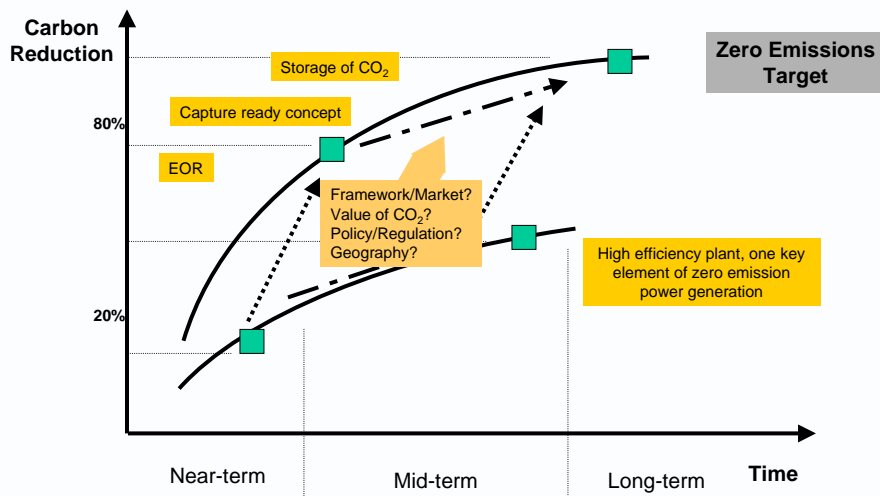 Carbon
Reduction
Zero Emissions
Target
Storage of CO₂
Capture ready concept
80%
EOR
Framework/Market?
Value of CO₂?
Policy/Regulation?
Geography?
High efficiency plant, one key
element of zero emission
power generation
20%
Near-term
Mid-term
Long-term
Time